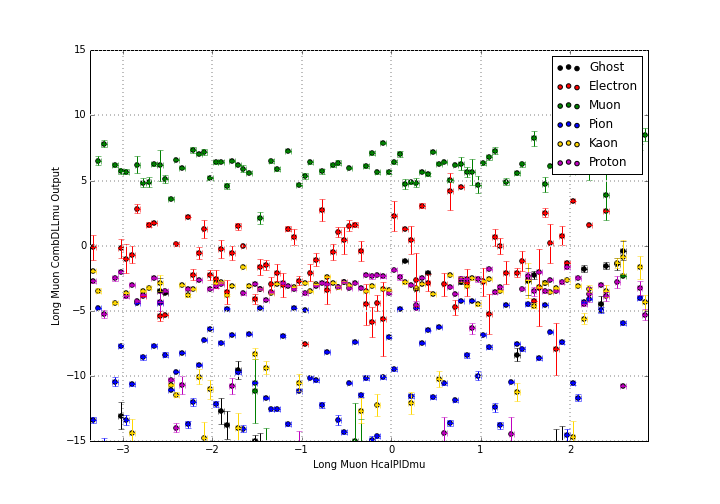 15
Ghost
Electron
Muon
Pion
Kaon
Proton
10
5
0
−5
−10
−15
Long Muon CombDLLmu Output
−3
−2
−1
0
1
2
Long Muon HcalPIDmu